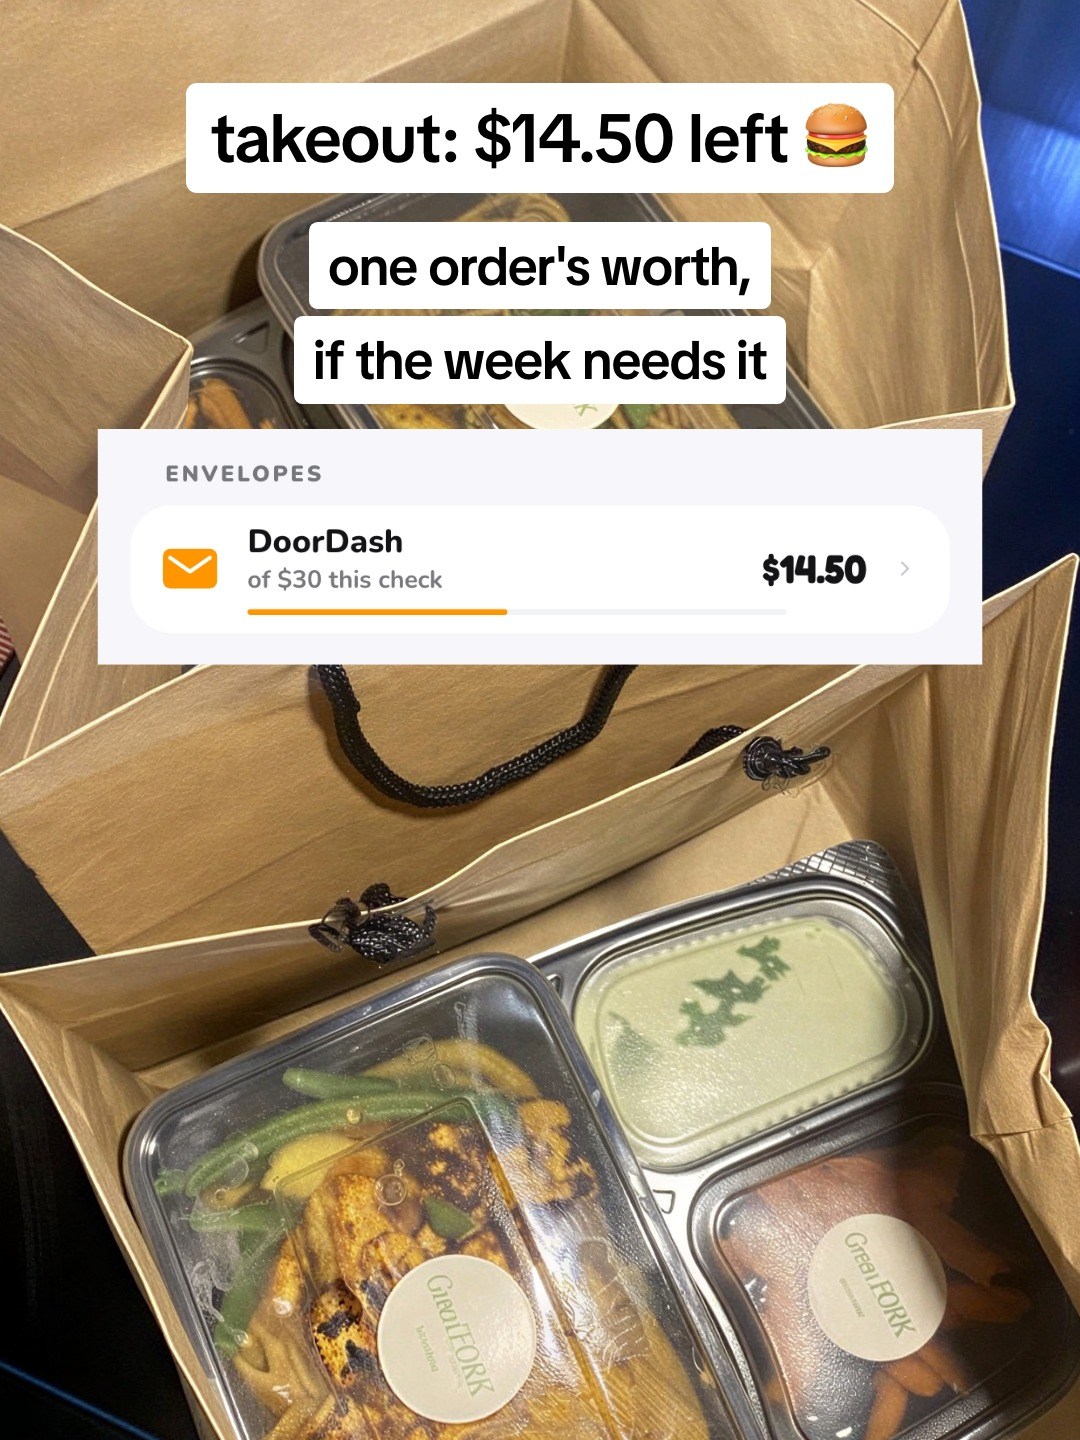 takeout: $14.50 left 🍔
one order's worth,
if the week needs it
ENVELOPES
DoorDash
of $30 this check
$14.50
GreatFORK
GreatFORK